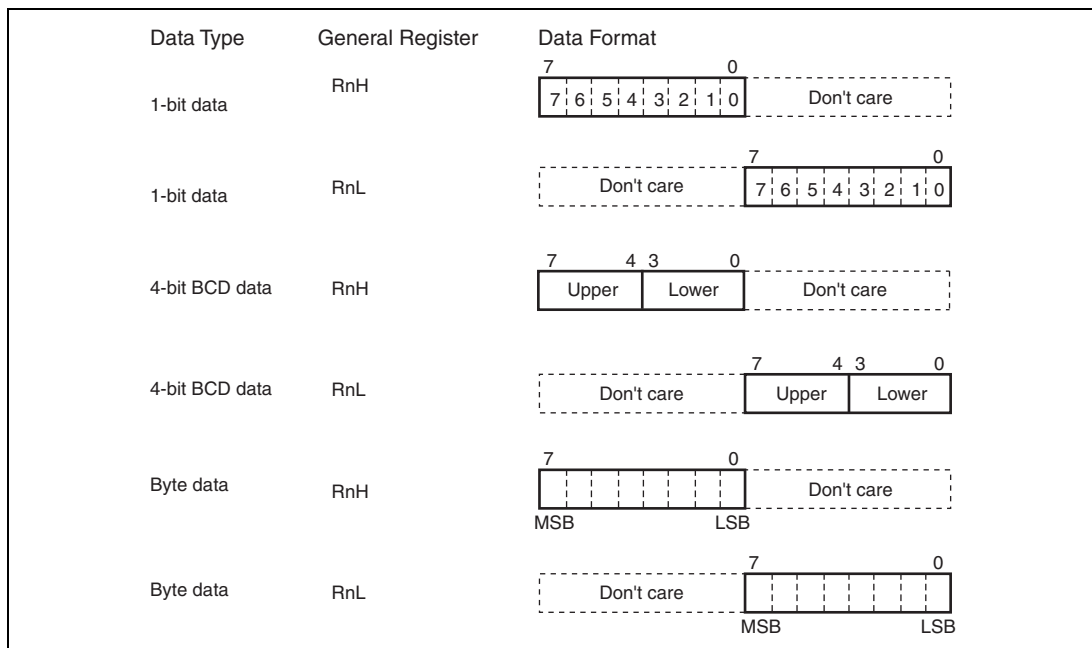 Data Type General Register Data Format
7 0
1-bit data RnH 7 6 5 4 3 2 1 0 Don't care
7 0
1-bit data RnL Don't care 7 6 5 4 3 2 1 0
7 4 3 0
4-bit BCD data RnH Upper Lower Don't care
7 4 3 0
4-bit BCD data RnL Don't care Upper Lower
7 0
Byte data RnH Don't care
MSB LSB
7 0
Byte data RnL Don't care
MSB LSB